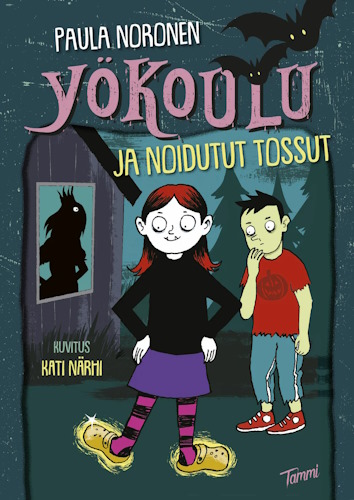 PAULA NORONEN
YÖKOULU
JA NOIDUTUT TOSSUT
KUVITUS
KATI NÄRHI
Tammi